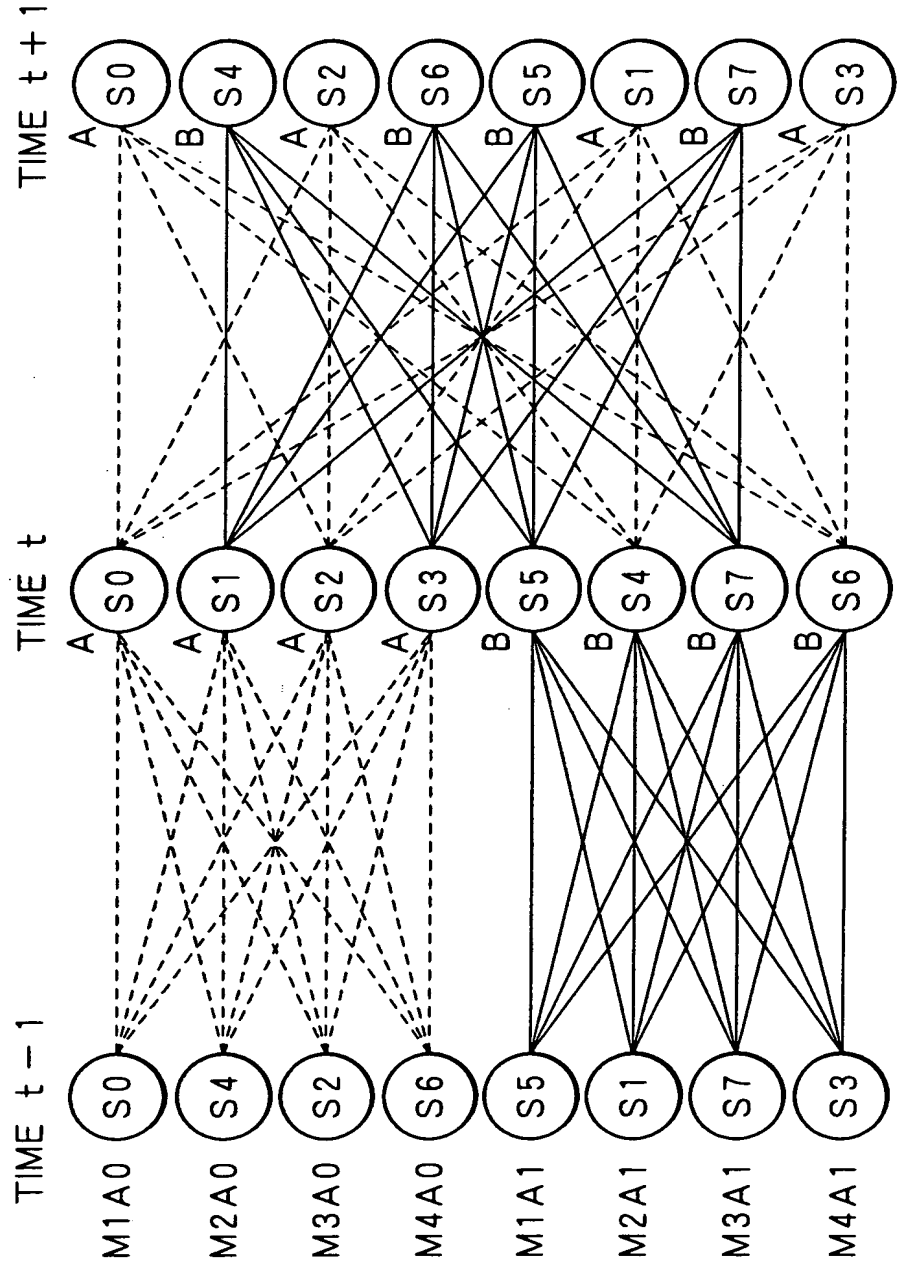 TIME t−1 TIME t TIME t+1
M1A0 S0 A S0 A S0
M2A0 S4 A S1 B S4
M3A0 S2 A S2 A S2
M4A0 S6 A S3 B S6
M1A1 S5 B S5 B S5
M2A1 S1 B S4 A S1
M3A1 S7 B S7 B S7
M4A1 S3 B S6 A S3